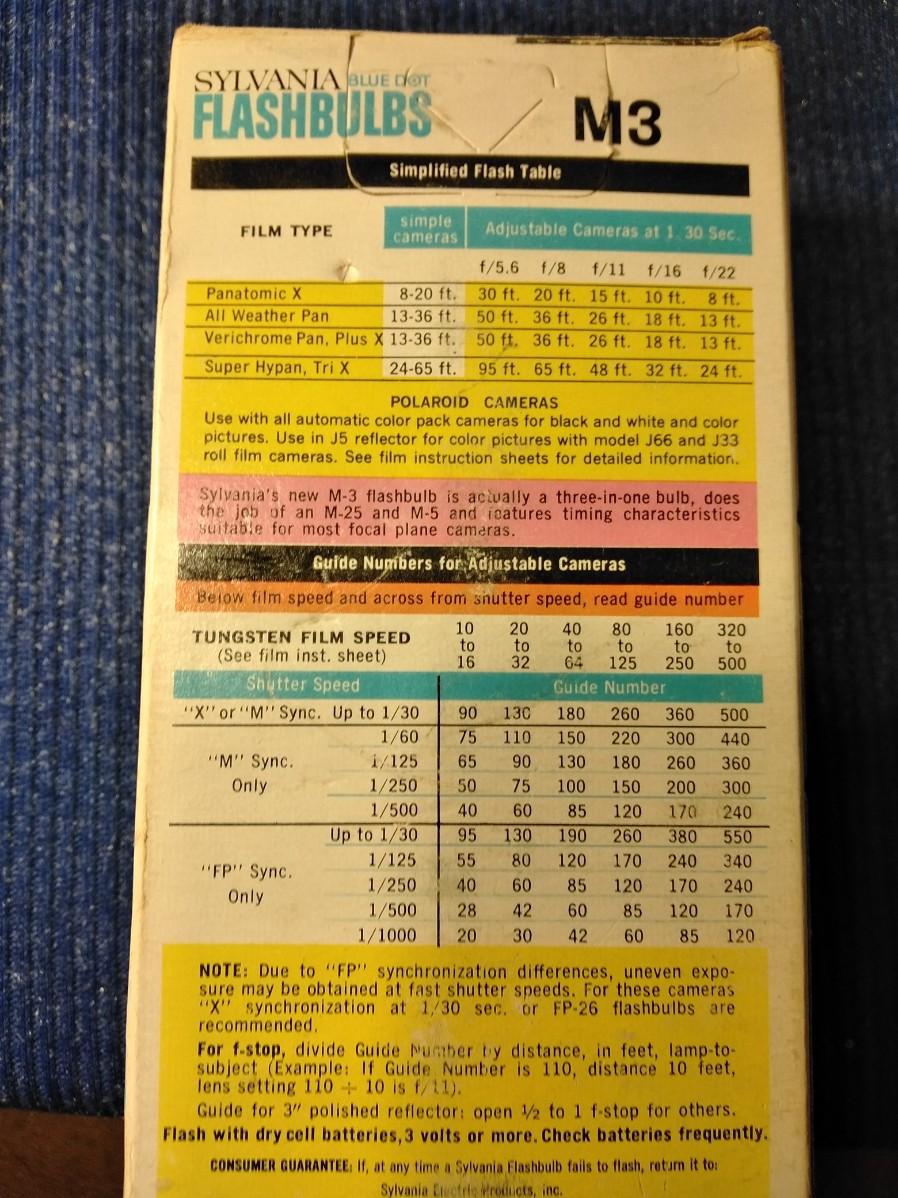 SYLVANIA BLUE DOT
FLASHBULBS
M3
Simplified Flash Table
FILM TYPE simple cameras Adjustable Cameras at 1 30 Sec.
f/5.6 f/8 f/11 f/16 f/22
Panatomic X 8-20 ft. 30 ft. 20 ft. 15 ft. 10 ft. 8 ft.
All Weather Pan 13-36 ft. 50 ft. 36 ft. 26 ft. 18 ft. 13 ft.
Verichrome Pan, Plus X 13-36 ft. 50 ft. 36 ft. 26 ft. 18 ft. 13 ft.
Super Hypan, Tri X 24-65 ft. 95 ft. 65 ft. 48 ft. 32 ft. 24 ft.
POLAROID CAMERAS
Use with all automatic color pack cameras for black and white and color
pictures. Use in J5 reflector for color pictures with model J66 and J33
roll film cameras. See film instruction sheets for detailed information.
Sylvania's new M-3 flashbulb is actually a three-in-one bulb, does
the job of an M-25 and M-5 and features timing characteristics
suitable for most focal plane cameras.
Guide Numbers for Adjustable Cameras
Below film speed and across from shutter speed, read guide number
TUNGSTEN FILM SPEED
(See film inst. sheet)
10 20 40 80 160 320
to to to to to to
16 32 64 125 250 500
Shutter Speed Guide Number
"X" or "M" Sync. Up to 1/30 90 130 180 260 360 500
1/60 75 110 150 220 300 440
"M" Sync. 1/125 65 90 130 180 260 360
Only 1/250 50 75 100 150 200 300
1/500 40 60 85 120 170 240
Up to 1/30 95 130 190 260 380 550
"FP" Sync. 1/125 55 80 120 170 240 340
Only 1/250 40 60 85 120 170 240
1/500 28 42 60 85 120 170
1/1000 20 30 42 60 85 120
NOTE: Due to "FP" synchronization differences, uneven expo-
sure may be obtained at fast shutter speeds. For these cameras
"X" synchronization at 1/30 sec. or FP-26 flashbulbs are
recommended.
For f-stop, divide Guide Number by distance, in feet, lamp-to-
subject (Example: If Guide Number is 110, distance 10 feet,
lens setting 110 ÷ 10 is f/11).
Guide for 3" polished reflector: open ½ to 1 f-stop for others.
Flash with dry cell batteries, 3 volts or more. Check batteries frequently.
CONSUMER GUARANTEE: If, at any time a Sylvania Flashbulb fails to flash, return it to:
Sylvania Electric Products, inc.